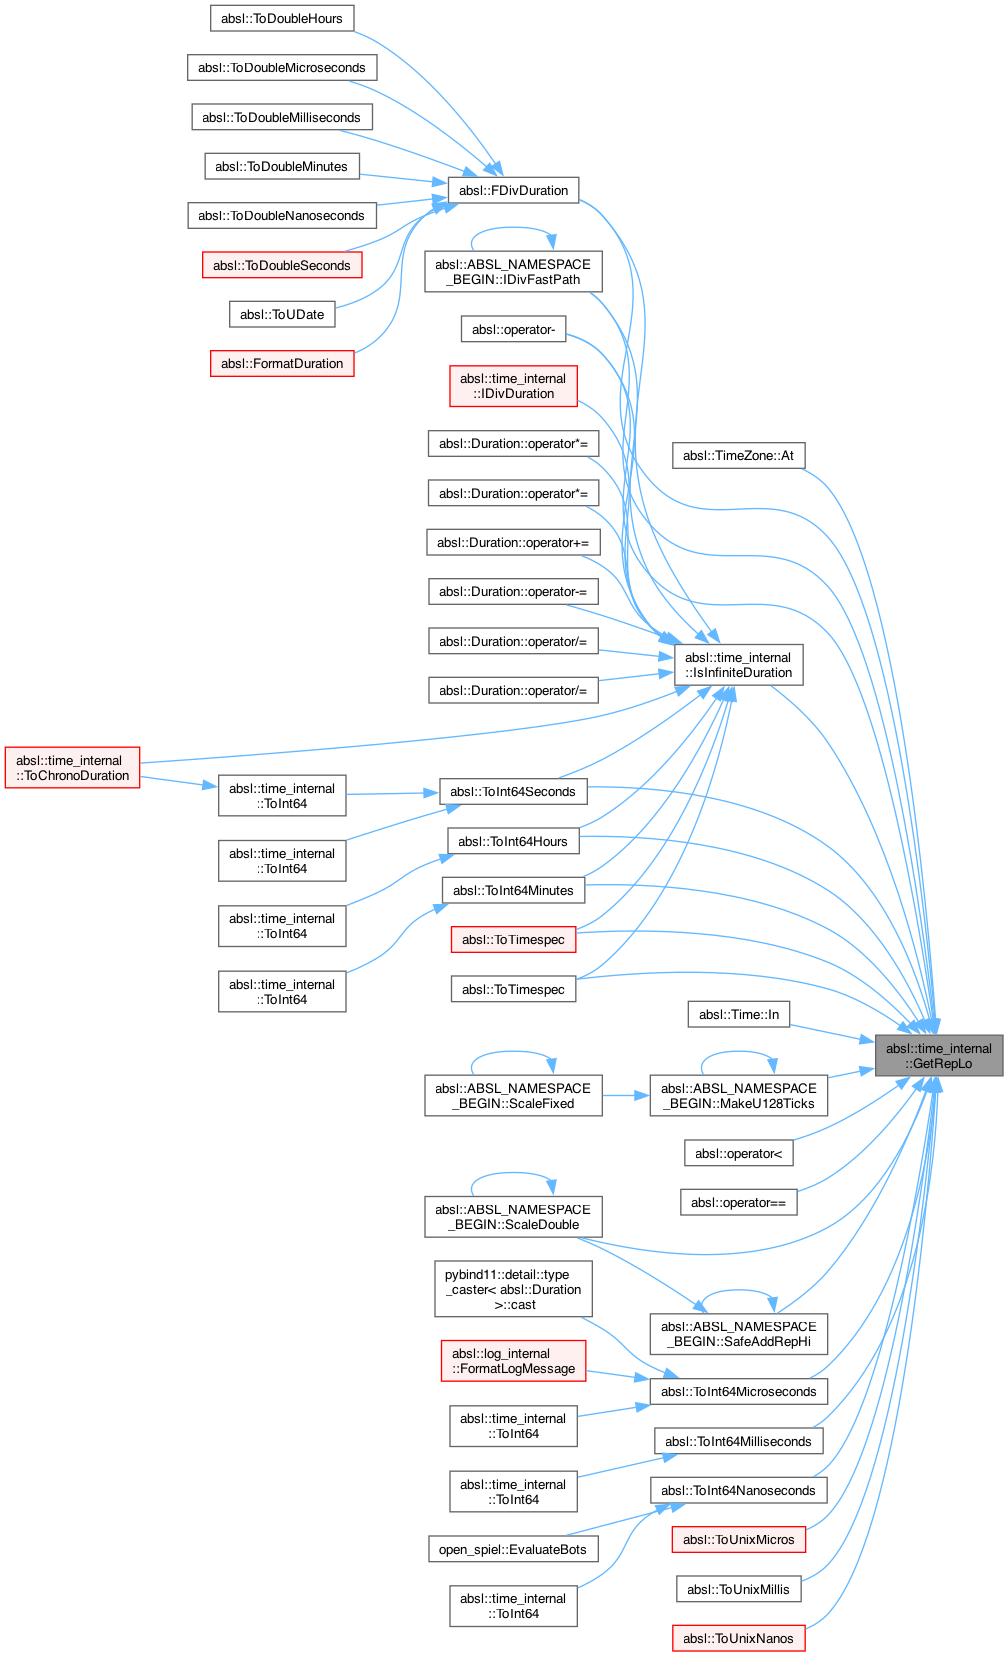 absl::ToDoubleHours
absl::ToDoubleMicroseconds
absl::ToDoubleMilliseconds
absl::ToDoubleMinutes
absl::FDivDuration
absl::ToDoubleNanoseconds
absl::ToDoubleSeconds
absl::ABSL_NAMESPACE
_BEGIN::IDivFastPath
absl::ToUDate
absl::operator-
absl::FormatDuration
absl::time_internal
::IDivDuration
absl::Duration::operator*=
absl::TimeZone::At
absl::Duration::operator*=
absl::Duration::operator+=
absl::Duration::operator-=
absl::Duration::operator/=
absl::time_internal
::IsInfiniteDuration
absl::Duration::operator/=
absl::time_internal
::ToChronoDuration
absl::time_internal
::ToInt64
absl::ToInt64Seconds
absl::time_internal
::ToInt64
absl::ToInt64Hours
absl::ToInt64Minutes
absl::time_internal
::ToInt64
absl::ToTimespec
absl::time_internal
::ToInt64
absl::ToTimespec
absl::Time::In
absl::time_internal
::GetRepLo
absl::ABSL_NAMESPACE
_BEGIN::ScaleFixed
absl::ABSL_NAMESPACE
_BEGIN::MakeU128Ticks
absl::operator<
absl::operator==
absl::ABSL_NAMESPACE
_BEGIN::ScaleDouble
pybind11::detail::type
_caster< absl::Duration
>::cast
absl::ABSL_NAMESPACE
_BEGIN::SafeAddRepHi
absl::log_internal
::FormatLogMessage
absl::ToInt64Microseconds
absl::time_internal
::ToInt64
absl::ToInt64Milliseconds
absl::time_internal
::ToInt64
absl::ToInt64Nanoseconds
open_spiel::EvaluateBots
absl::ToUnixMicros
absl::time_internal
::ToInt64
absl::ToUnixMillis
absl::ToUnixNanos